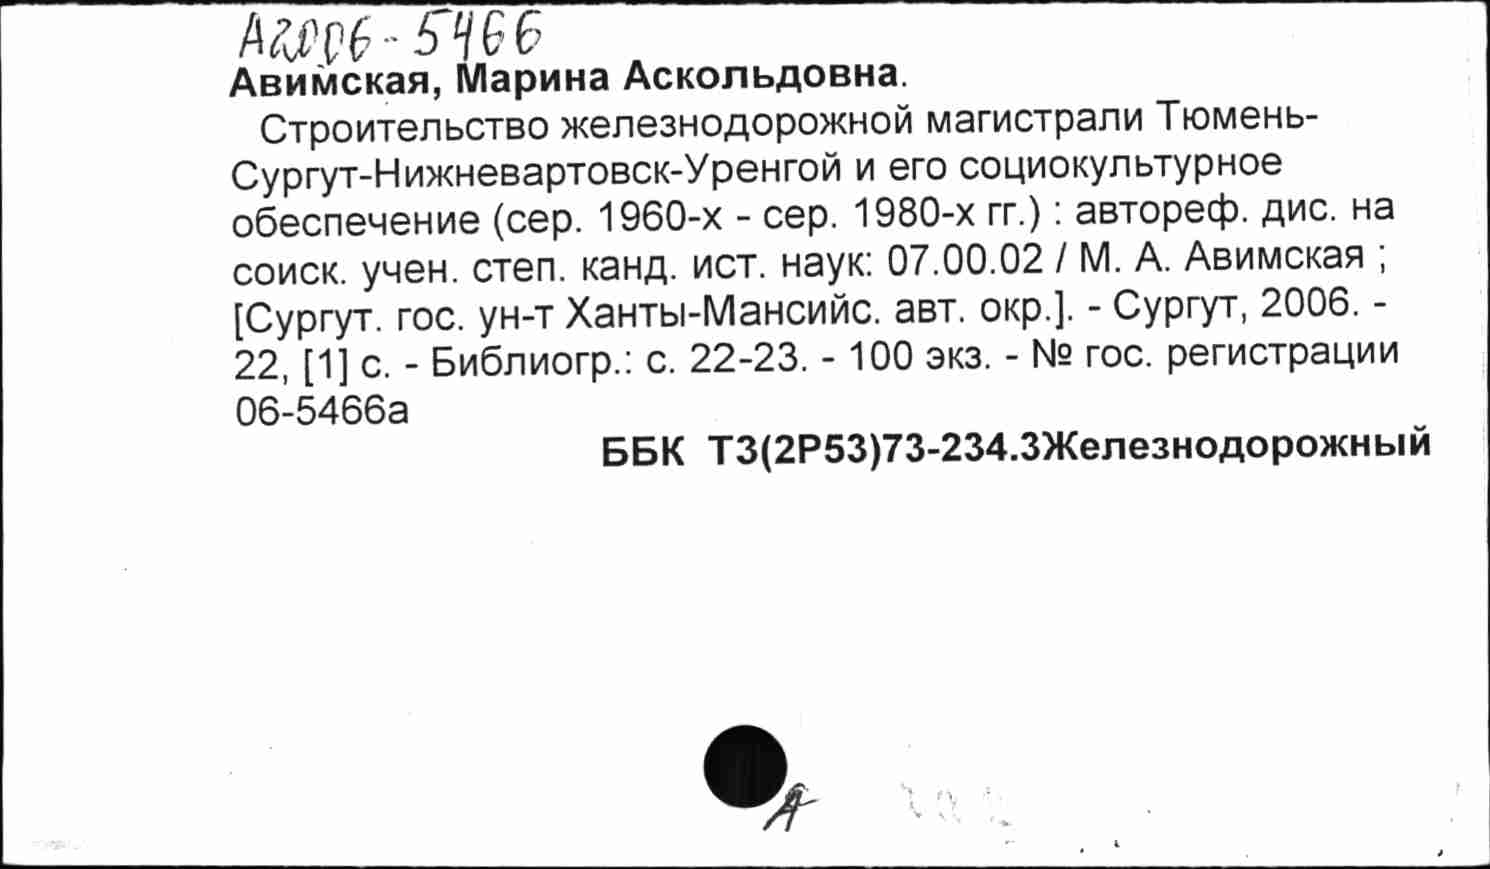 А2006-5466
Авимская, Марина Аскольдовна.
Строительство железнодорожной магистрали Тюмень-
Сургут-Нижневартовск-Уренгой и его социокультурное
обеспечение (сер. 1960-х - сер. 1980-х гг.) : автореф. дис. на
соиск. учен. степ. канд. ист. наук: 07.00.02 / М. А. Авимская ;
[Сургут. гос. ун-т Ханты-Мансийс. авт. окр.]. - Сургут, 2006. -
22, [1] с. - Библиогр.: с. 22-23. - 100 экз. - № гос. регистрации
06-5466а
ББК Т3(2Р53)73-234.3Железнодорожный
А